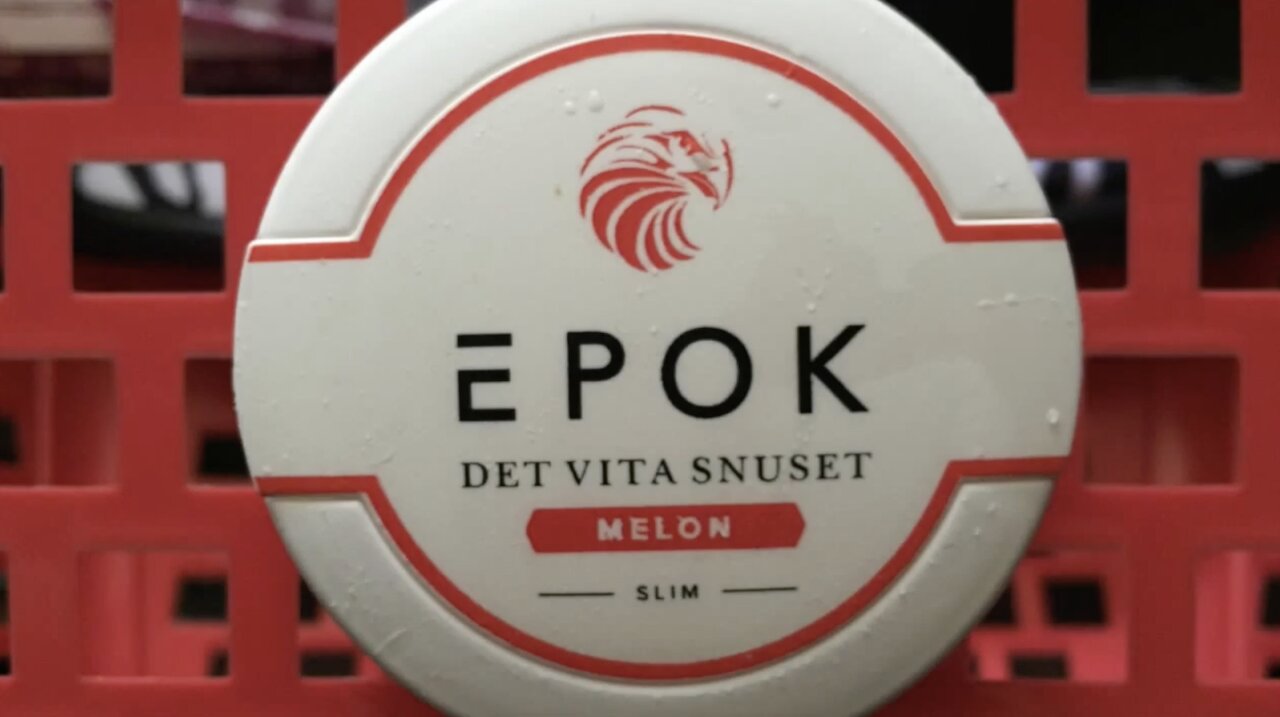 EPOK
DET VITA SNUSET
MELON
SLIM